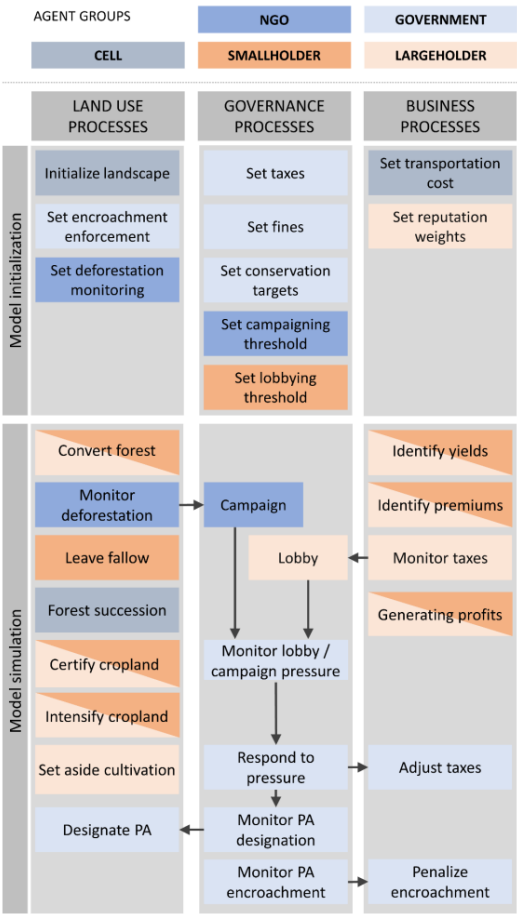 AGENT GROUPS
NGO
GOVERNMENT
CELL
SMALLHOLDER
LARGEHOLDER
LAND USE
PROCESSES
GOVERNANCE
PROCESSES
BUSINESS
PROCESSES
Model initialization
Initialize landscape
Set encroachment
enforcement
Set deforestation
monitoring
Set taxes
Set fines
Set conservation
targets
Set campaigning
threshold
Set lobbying
threshold
Set transportation
cost
Set reputation
weights
Model simulation
Convert forest
Monitor
deforestation
Leave fallow
Forest succession
Certify cropland
Intensify cropland
Set aside cultivation
Designate PA
Campaign
Lobby
Monitor lobby /
campaign pressure
Respond to
pressure
Monitor PA
designation
Monitor PA
encroachment
Identify yields
Identify premiums
Monitor taxes
Generating profits
Adjust taxes
Penalize
encroachment